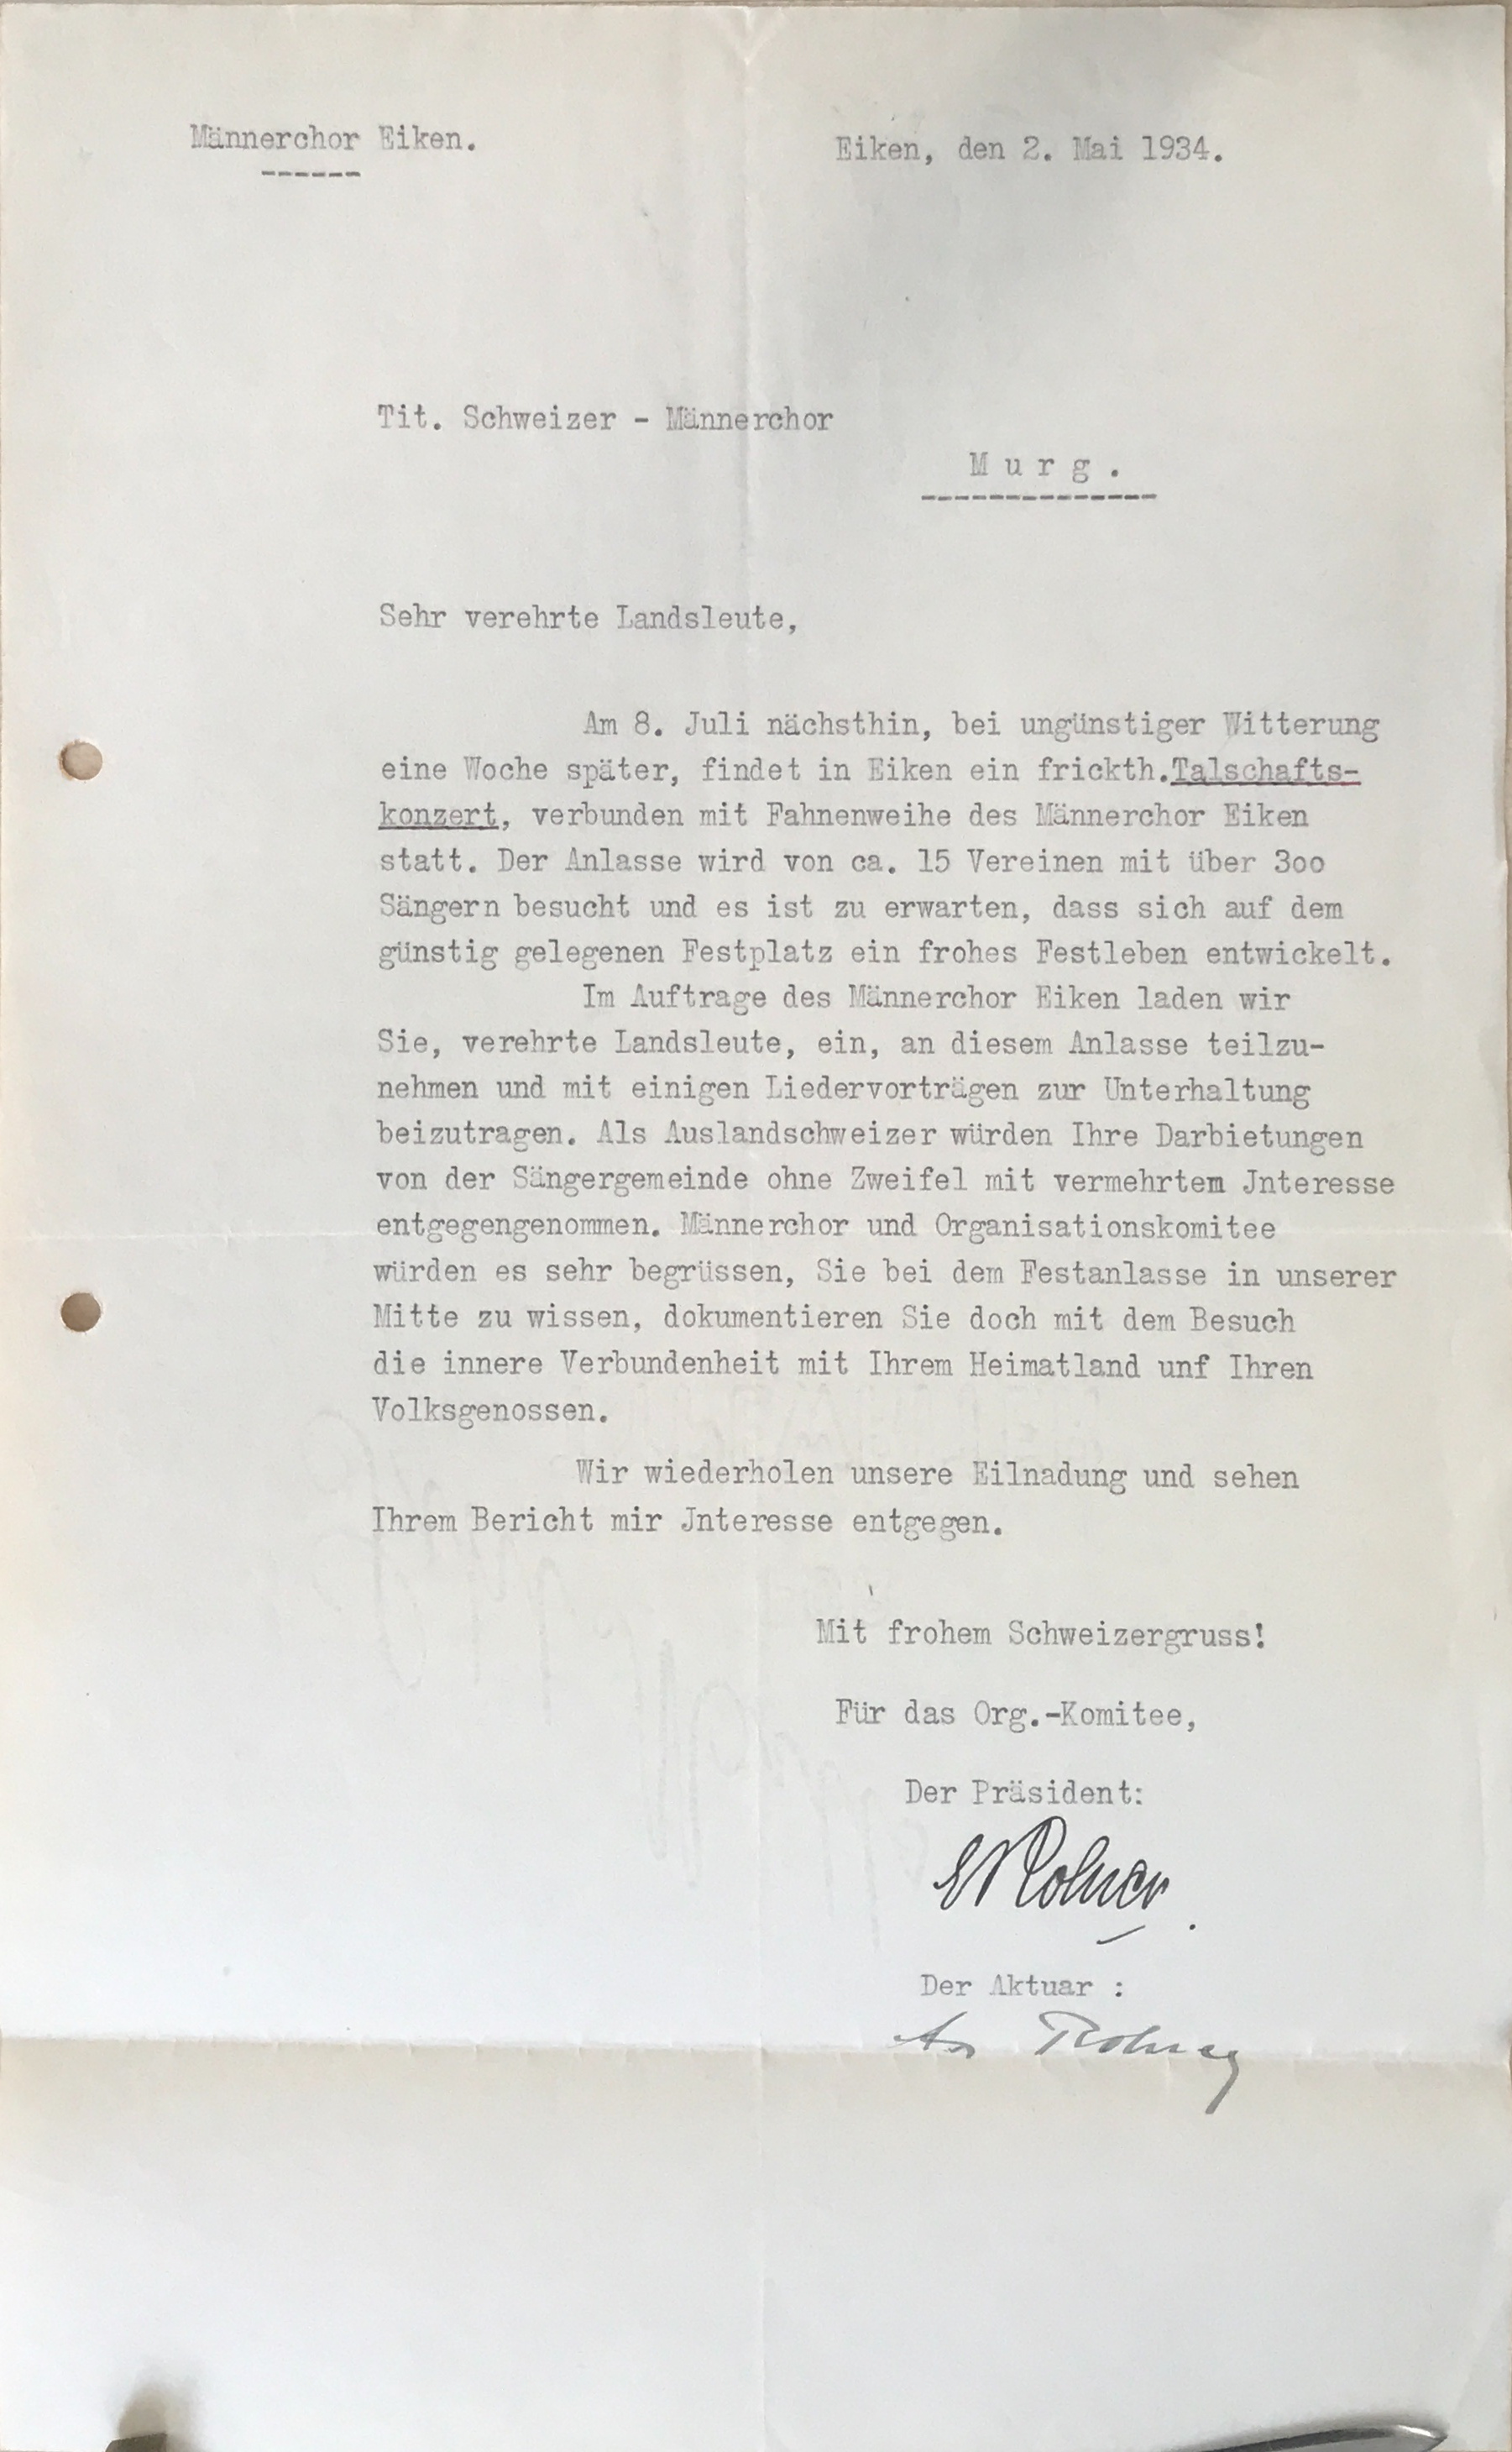 Männerchor Eiken.
Eiken, den 2. Mai 1934.
Tit. Schweizer - Männerchor
Murg.
Sehr verehrte Landsleute,
Am 8. Juli nächsthin, bei ungünstiger Witterung
eine Woche später, findet in Eiken ein frickth.Talschafts-
konzert, verbunden mit Fahnenweihe des Männerchor Eiken
statt. Der Anlasse wird von ca. 15 Vereinen mit über 3oo
Sängern besucht und es ist zu erwarten, dass sich auf dem
günstig gelegenen Festplatz ein frohes Festleben entwickelt.
Im Auftrage des Männerchor Eiken laden wir
Sie, verehrte Landsleute, ein, an diesem Anlasse teilzu-
nehmen und mit einigen Liedervorträgen zur Unterhaltung
beizutragen. Als Auslandschweizer würden Ihre Darbietungen
von der Sängergemeinde ohne Zweifel mit vermehrtem Jnteresse
entgegengenommen. Männerchor und Organisationskomitee
würden es sehr begrüssen, Sie bei dem Festanlasse in unserer
Mitte zu wissen, dokumentieren Sie doch mit dem Besuch
die innere Verbundenheit mit Ihrem Heimatland unf Ihren
Volksgenossen.
Wir wiederholen unsere Eilnadung und sehen
Ihrem Bericht mir Jnteresse entgegen.
Mit frohem Schweizergruss!
Für das Org.-Komitee,
Der Präsident:
Der Aktuar :